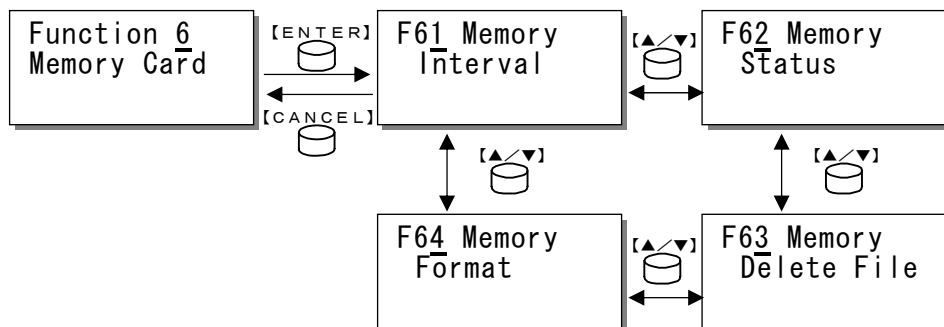 Function 6
Memory Card
【ENTER】
【CANCEL】
F61 Memory
Interval
【▲/▼】
F62 Memory
Status
【▲/▼】
【▲/▼】
F64 Memory
Format
【▲/▼】
F63 Memory
Delete File